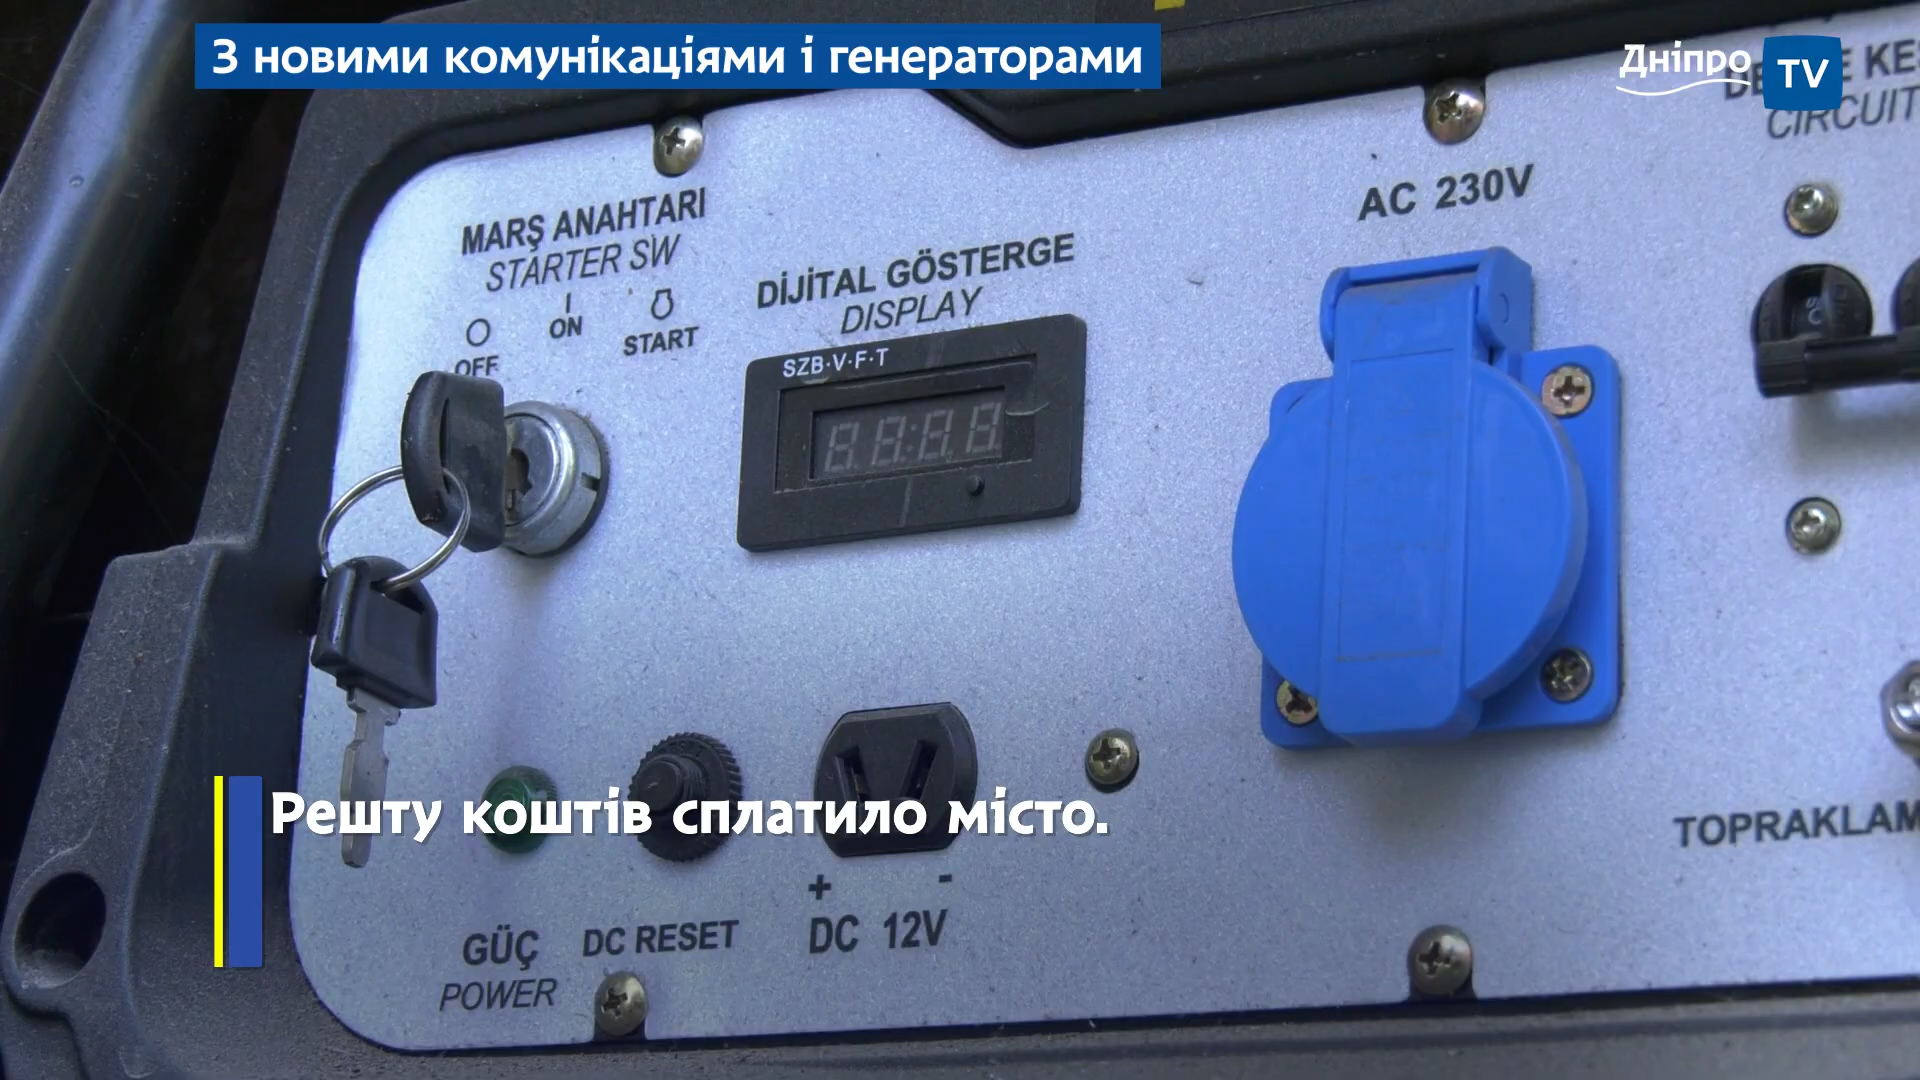 З новими комунікаціями і генераторами
Дніпро TV
CIRCUIT
MARŞ ANAHTARI
STARTER SW
OFF
ON
START
DİJİTAL GÖSTERGE
DISPLAY
SZB·V·F·T
AC 230V
Решту коштів сплатило місто.
TOPRAKLAM
+ -
GÜÇ
POWER
DC RESET
DC 12V